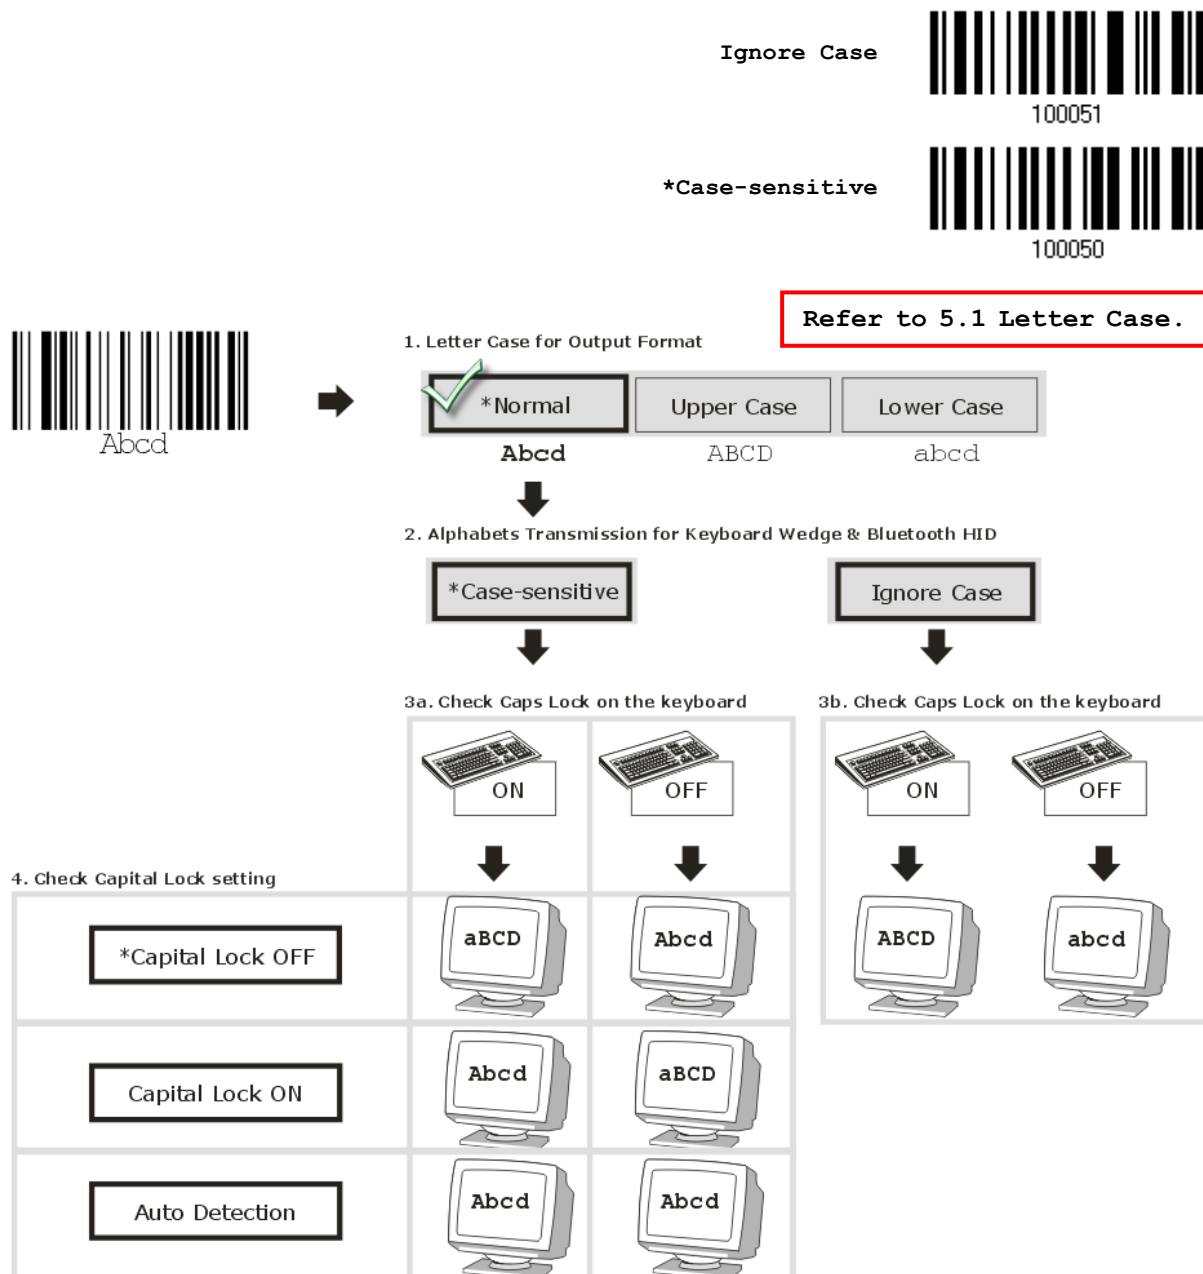 Ignore Case
100051
*Case-sensitive
100050
Refer to 5.1 Letter Case.
1. Letter Case for Output Format
Abcd
*Normal Upper Case Lower Case
Abcd ABCD abcd
2. Alphabets Transmission for Keyboard Wedge & Bluetooth HID
*Case-sensitive Ignore Case
3a. Check Caps Lock on the keyboard 3b. Check Caps Lock on the keyboard
ON OFF ON OFF
4. Check Capital Lock setting
*Capital Lock OFF aBCD Abcd ABCD abcd
Capital Lock ON Abcd aBCD
Auto Detection Abcd Abcd